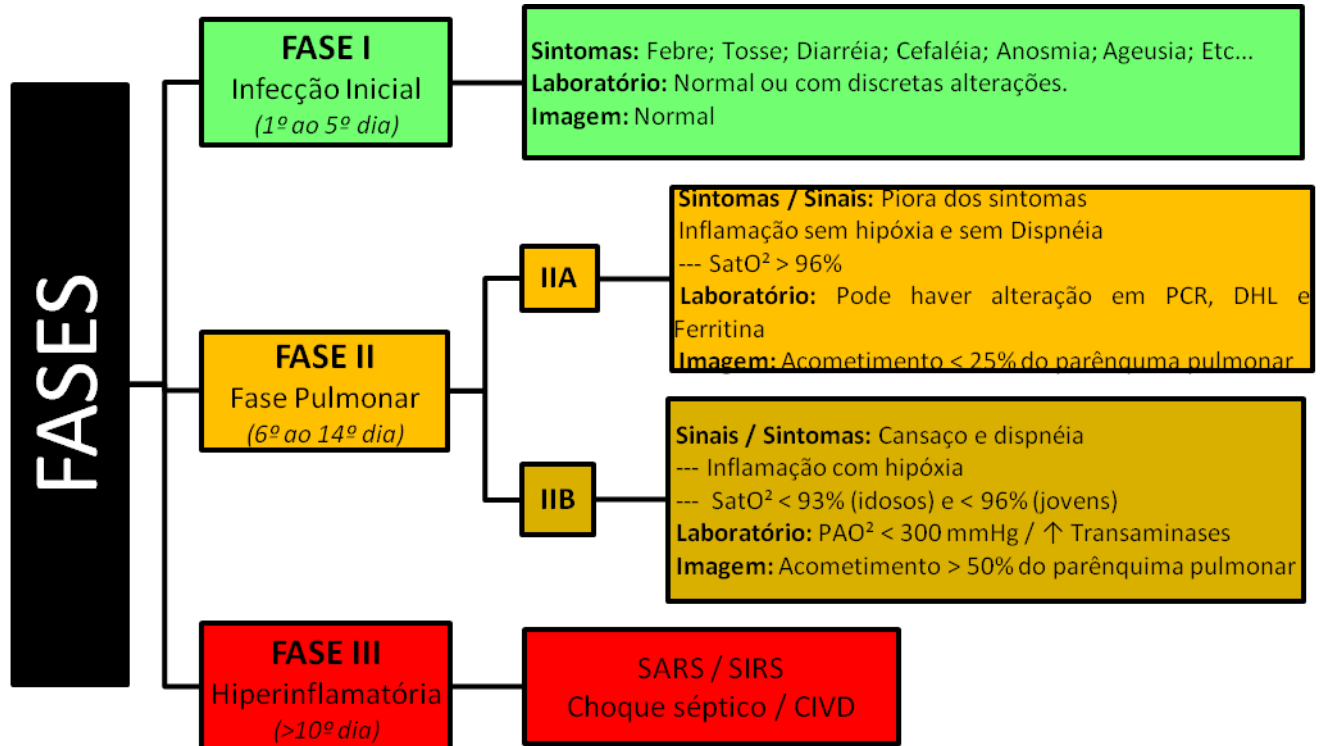 FASES
FASE I
Infecção Inicial
(1º ao 5º dia)
Sintomas: Febre; Tosse; Diarréia; Cefaléia; Anosmia; Ageusia; Etc...
Laboratório: Normal ou com discretas alterações.
Imagem: Normal
FASE II
Fase Pulmonar
(6º ao 14º dia)
IIA
Sintomas / Sinais: Piora dos sintomas
Inflamação sem hipóxia e sem Dispnéia
--- SatO² > 96%
Laboratório: Pode haver alteração em PCR, DHL e
Ferritina
Imagem: Acometimento < 25% do parênquma pulmonar
IIB
Sinais / Sintomas: Cansaço e dispnéia
--- Inflamação com hipóxia
--- SatO² < 93% (idosos) e < 96% (jovens)
Laboratório: PAO² < 300 mmHg / ↑ Transaminases
Imagem: Acometimento > 50% do parênquima pulmonar
FASE III
Hiperinflamatória
(>10º dia)
SARS / SIRS
Choque séptico / CIVD